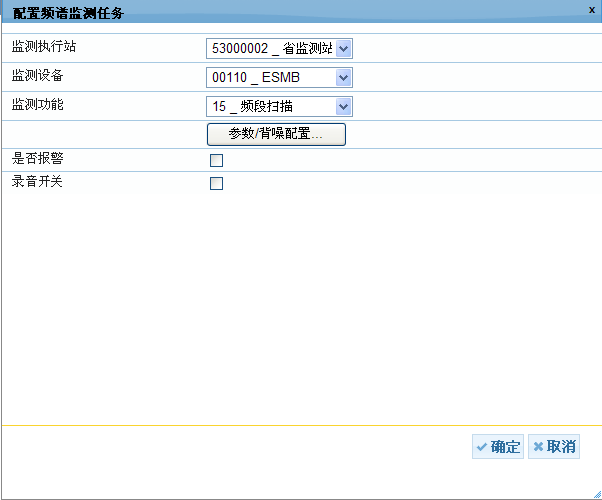 配置频谱监测任务 x
监测执行站 53000002 _ 省监测站
监测设备 00110 _ ESMB
监测功能 15 _ 频段扫描
参数/背噪配置...
是否报警
录音开关
确定 取消